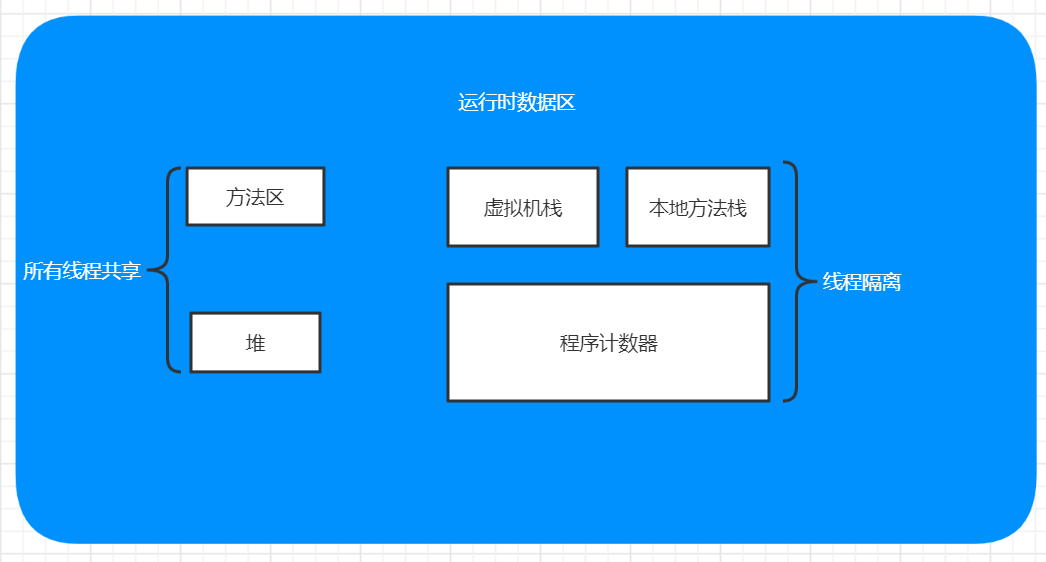 运行时数据区
方法区
虚拟机栈
本地方法栈
所有线程共享
线程隔离
堆
程序计数器